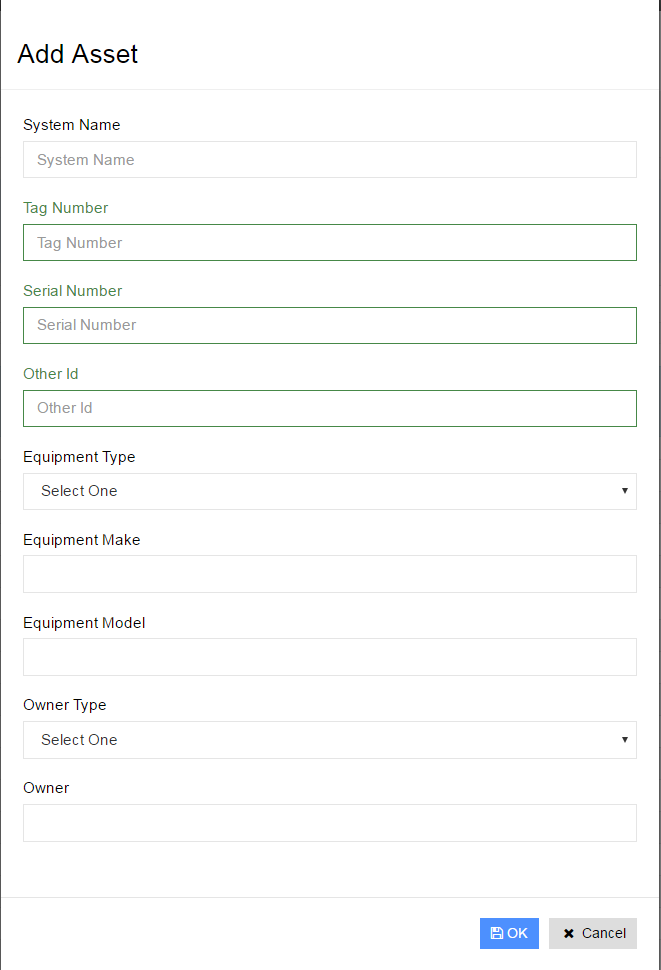 Add Asset
System Name
System Name
Tag Number
Tag Number
Serial Number
Serial Number
Other Id
Other Id
Equipment Type
Select One
Equipment Make
Equipment Model
Owner Type
Select One
Owner
OK Cancel